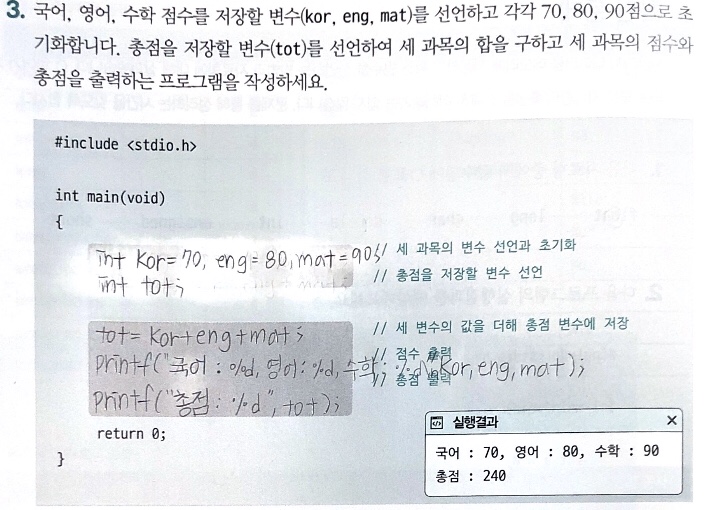 3. 국어, 영어, 수학 점수를 저장할 변수(kor, eng, mat)를 선언하고 각각 70, 80, 90점으로 초
기화합니다. 총점을 저장할 변수(tot)를 선언하여 세 과목의 합을 구하고 세 과목의 점수와
총점을 출력하는 프로그램을 작성하세요.
#include <stdio.h>
int main(void)
{
int kor=70, eng=80, mat=90; // 세 과목의 변수 선언과 초기화
int tot; // 총점을 저장할 변수 선언
tot= kor+eng+mat; // 세 변수의 값을 더해 총점 변수에 저장
// 점수 출력
printf("국어 : %d, 영어 : %d, 수학 : %d\n", kor, eng, mat);
// 총점 출력
printf("총점 : %d", tot);
return 0;
}
실행결과 ×
국어 : 70, 영어 : 80, 수학 : 90
총점 : 240